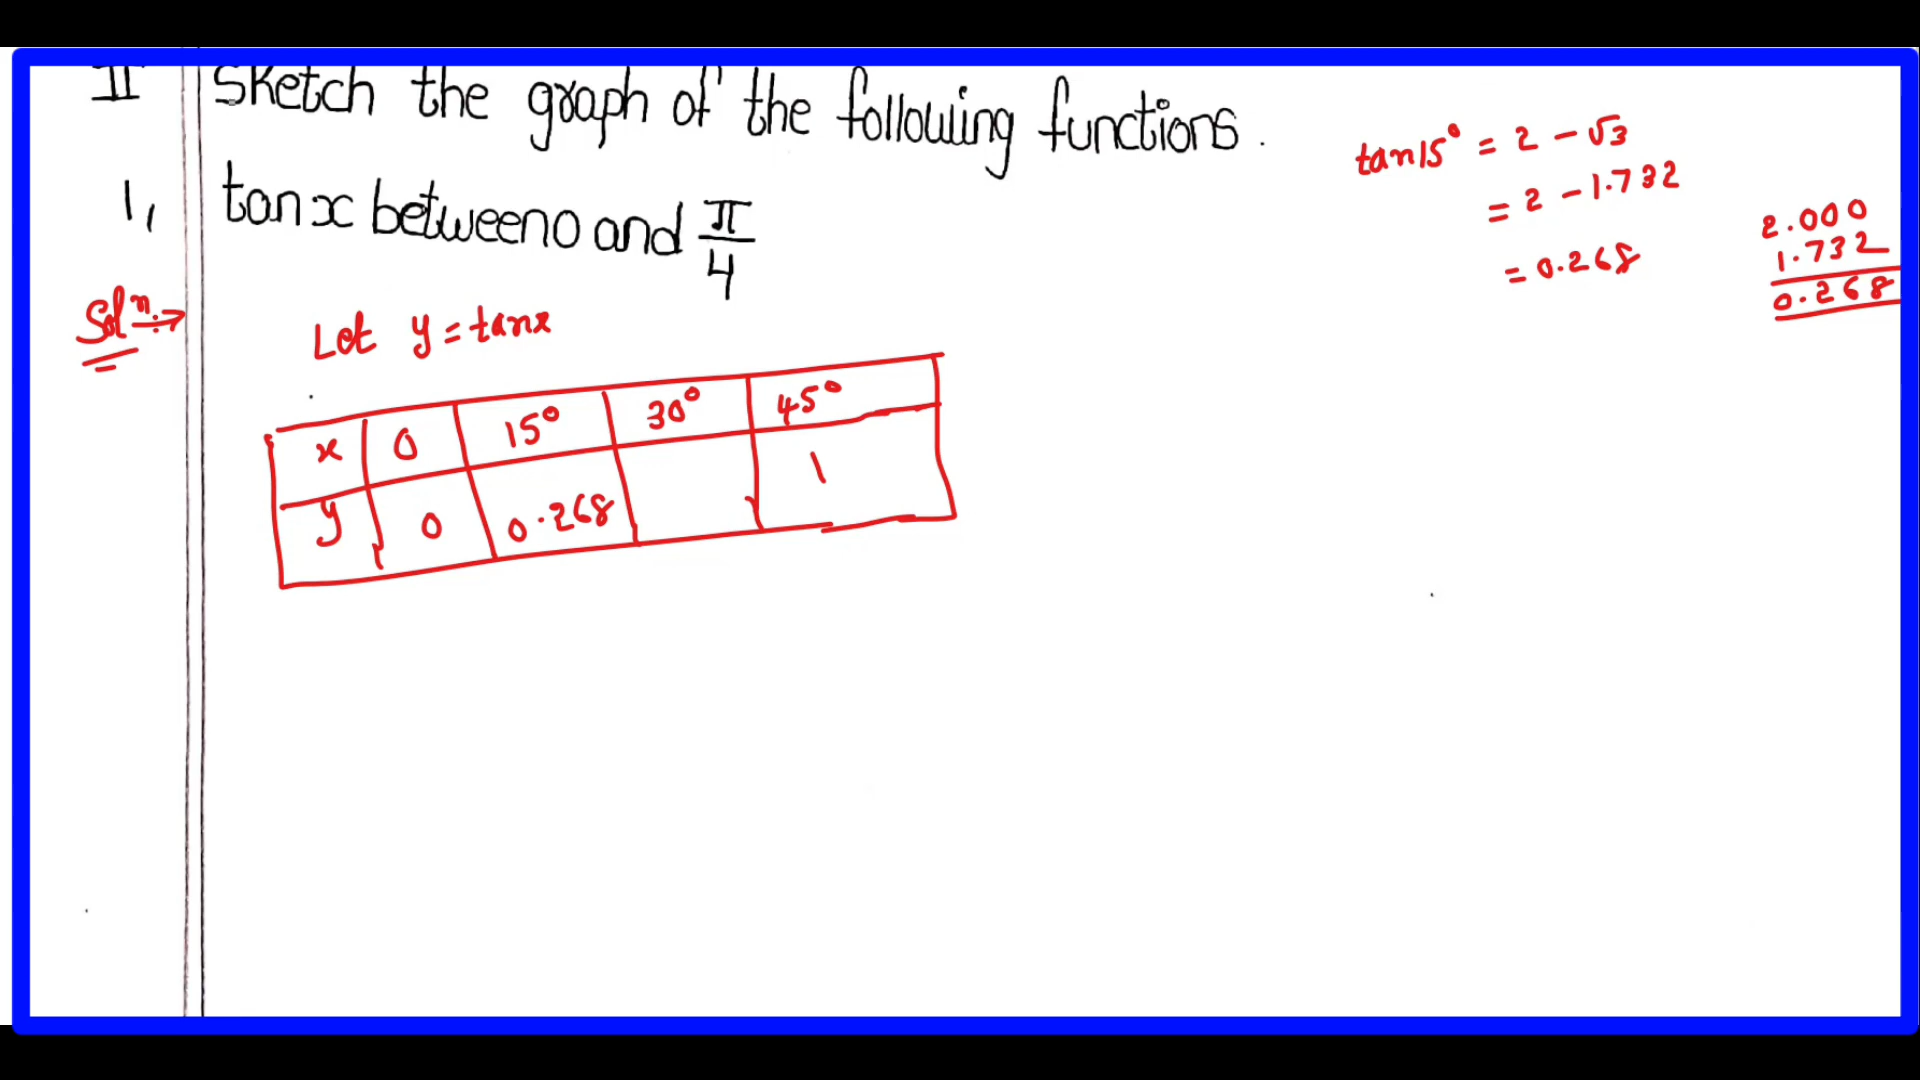 II Sketch the graph of the following functions.
1, tanx between 0 and π/4
Solⁿ:→
Let y = tanx
x 0 15° 30° 45°
y 0 0.268 1
tan15° = 2 - √3
= 2 - 1.732
= 0.268
2.000
1.732
0.268